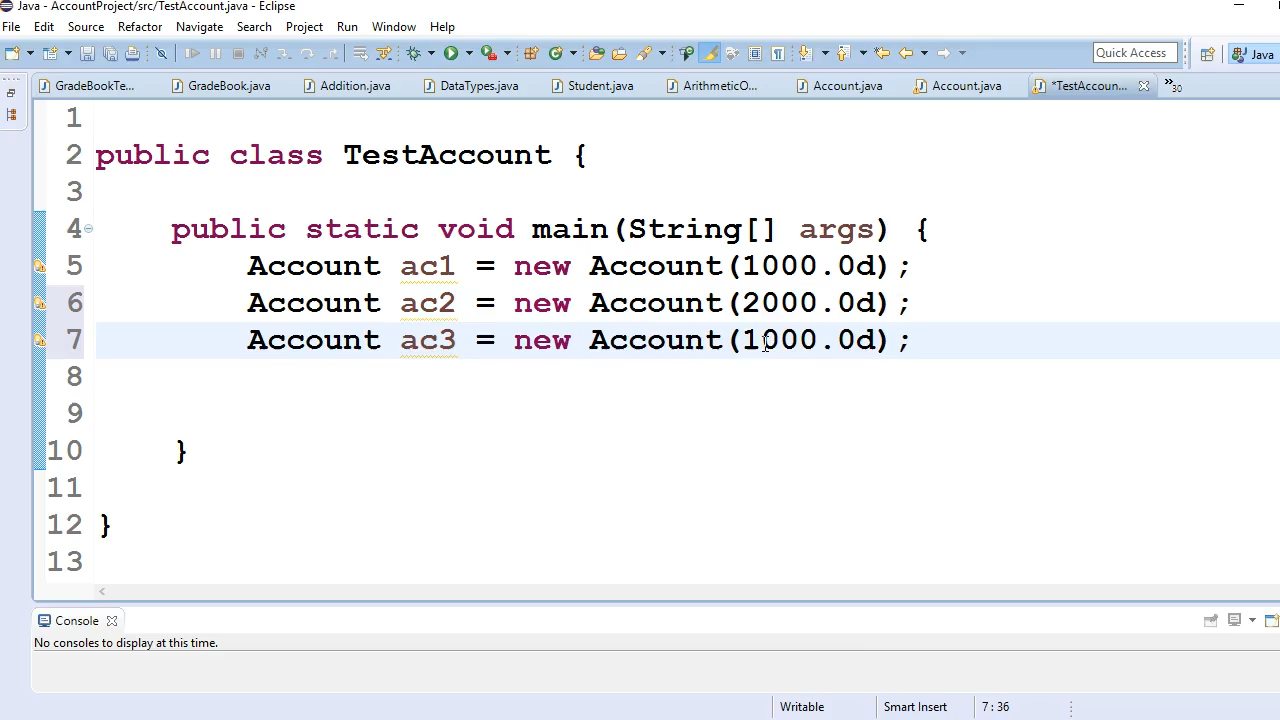 Java - AccountProject/src/TestAccount.java - Eclipse
File Edit Source Refactor Navigate Search Project Run Window Help
Quick Access Java
GradeBookTe... GradeBook.java Addition.java DataTypes.java Student.java ArithmeticO... Account.java Account.java *TestAccoun... »30
1
2 public class TestAccount {
3
4 public static void main(String[] args) {
5 Account ac1 = new Account(1000.0d);
6 Account ac2 = new Account(2000.0d);
7 Account ac3 = new Account(1000.0d);
8
9
10 }
11
12 }
13
Console
No consoles to display at this time.
Writable Smart Insert 7 : 36